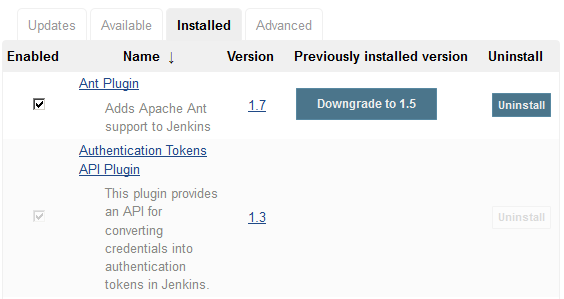 Updates Available Installed Advanced
Enabled Name ↓ Version Previously installed version Uninstall
Ant Plugin
Adds Apache Ant
support to Jenkins
1.7
Downgrade to 1.5
Uninstall
Authentication Tokens
API Plugin
This plugin provides
an API for
converting
credentials into
authentication
tokens in Jenkins.
1.3
Uninstall